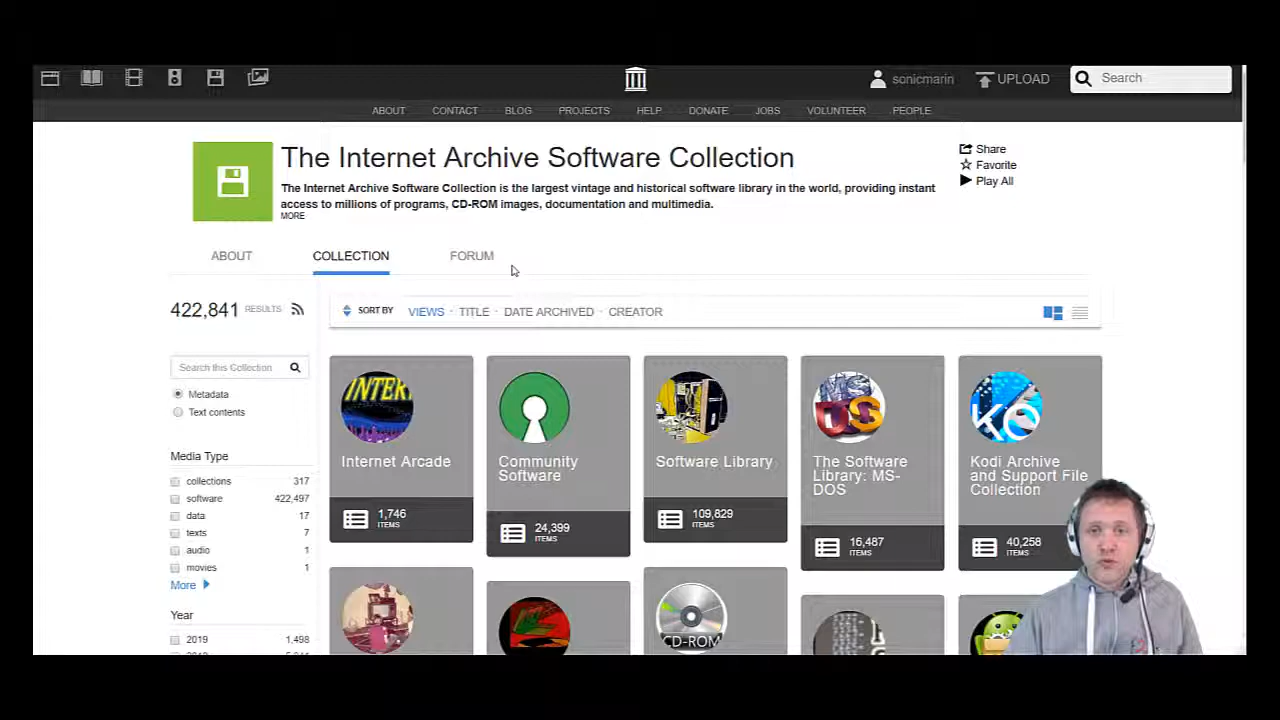 sonicmarin
UPLOAD
Search
ABOUT
CONTACT
BLOG
PROJECTS
HELP
DONATE
JOBS
VOLUNTEER
PEOPLE
The Internet Archive Software Collection
The Internet Archive Software Collection is the largest vintage and historical software library in the world, providing instant
access to millions of programs, CD-ROM images, documentation and multimedia.
MORE
Share
Favorite
Play All
ABOUT
COLLECTION
FORUM
422,841 RESULTS
SORT BY VIEWS · TITLE · DATE ARCHIVED · CREATOR
Search this Collection
Metadata
Text contents
Media Type
collections 317
software 422,497
data 17
texts 7
audio 1
movies 1
More
Year
2019 1,498
INTER
Internet Arcade
1,746
ITEMS
Community
Software
24,399
ITEMS
Software Library
109,829
ITEMS
MS
DOS
The Software
Library: MS-
DOS
16,487
ITEMS
KO
Kodi Archive
and Support File
Collection
40,258
ITEMS
CD-ROM